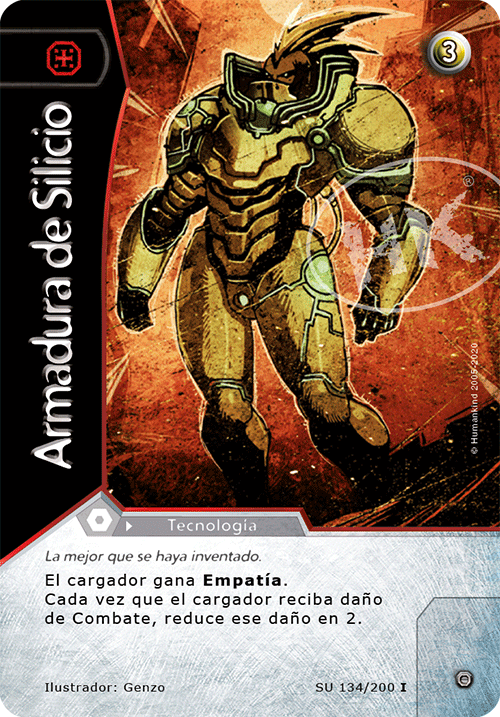 3
Armadura de Silicio
HK
®
© Humankind 2005/2020
Tecnología
La mejor que se haya inventado.
El cargador gana Empatía.
Cada vez que el cargador reciba daño
de Combate, reduce ese daño en 2.
Ilustrador: Genzo
SU 134/200 I